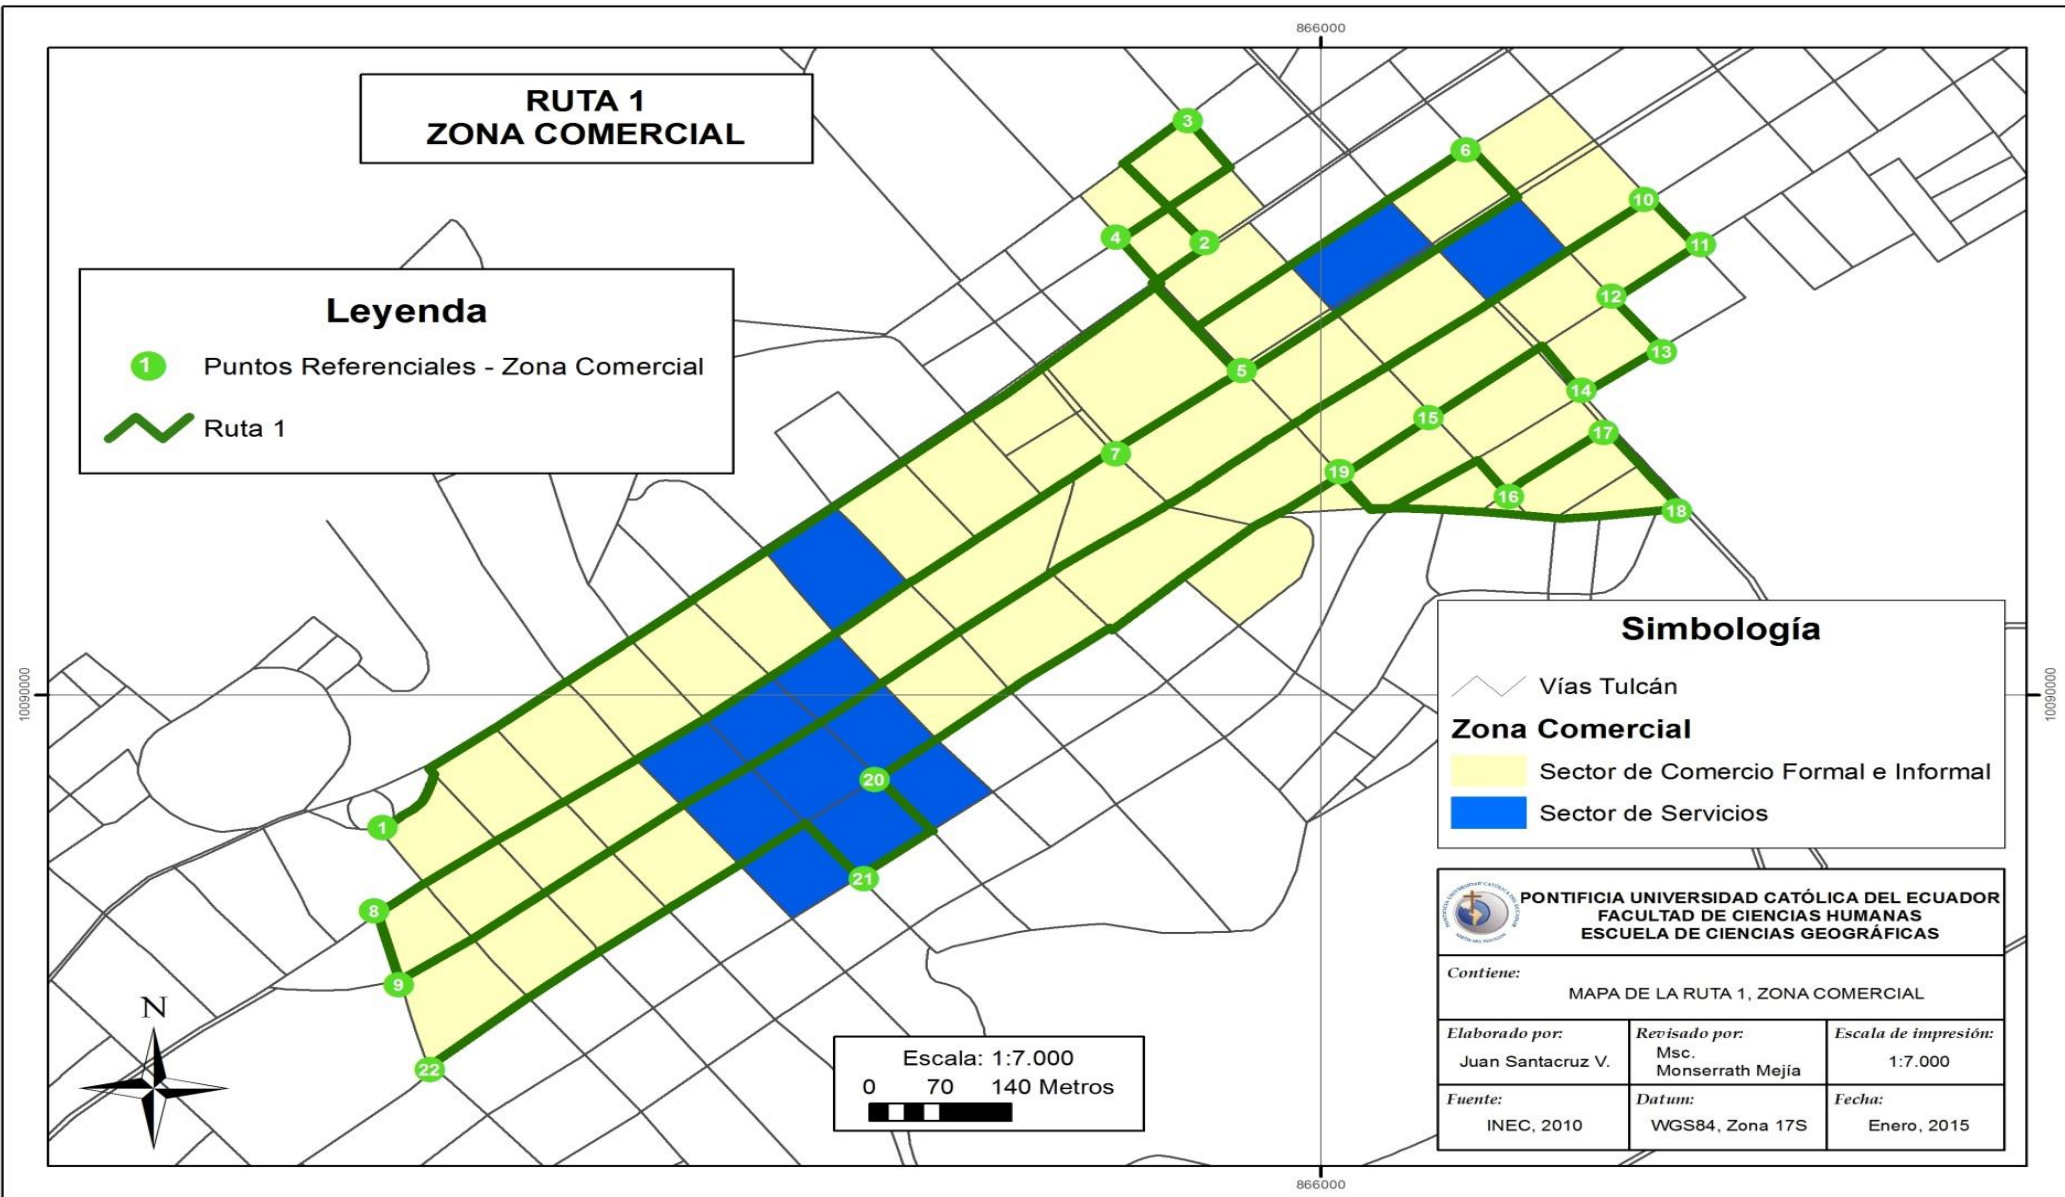 866000
RUTA 1
ZONA COMERCIAL
3
6
10
4
2
11
Leyenda
12
1 Puntos Referenciales - Zona Comercial
13
5
14
Ruta 1
15
17
7
19
16
18
Simbología
10090000
10090000
Vías Tulcán
Zona Comercial
20
Sector de Comercio Formal e Informal
Sector de Servicios
1
21
8
9
22
N
PONTIFICIA UNIVERSIDAD CATÓLICA DEL ECUADOR
FACULTAD DE CIENCIAS HUMANAS
ESCUELA DE CIENCIAS GEOGRÁFICAS
Contiene:
MAPA DE LA RUTA 1, ZONA COMERCIAL
Elaborado por:
Juan Santacruz V.
Revisado por:
Msc.
Monserrath Mejía
Escala de impresión:
1:7.000
Fuente:
INEC, 2010
Datum:
WGS84, Zona 17S
Fecha:
Enero, 2015
Escala: 1:7.000
0 70 140 Metros
866000